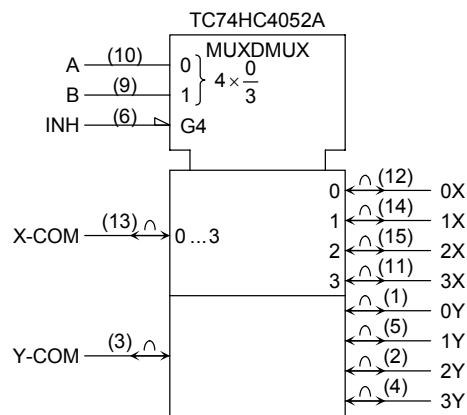 TC74HC4052A
MUXDMUX
A (10) 0
B (9) 1
} 4 × 0/3
INH (6) G4
X-COM (13) ∩ 0 ... 3
0 ∩ (12) 0X
1 ∩ (14) 1X
2 ∩ (15) 2X
3 ∩ (11) 3X
Y-COM (3) ∩
∩ (1) 0Y
∩ (5) 1Y
∩ (2) 2Y
∩ (4) 3Y